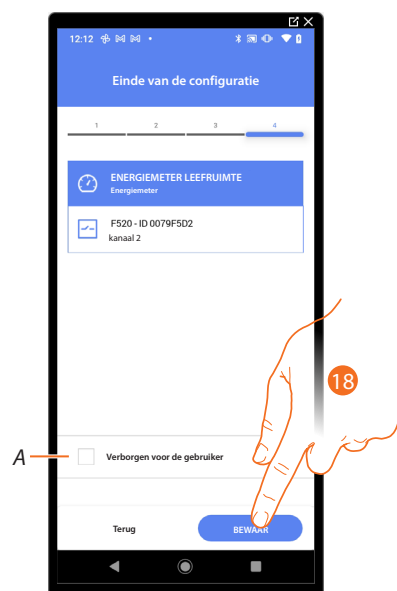 12:12
Einde van de configuratie
1 2 3 4
ENERGIEMETER LEEFRUIMTE
Energiemeter
F520 - ID 0079F5D2
kanaal 2
18
A
Verborgen voor de gebruiker
Terug
BEWAAR